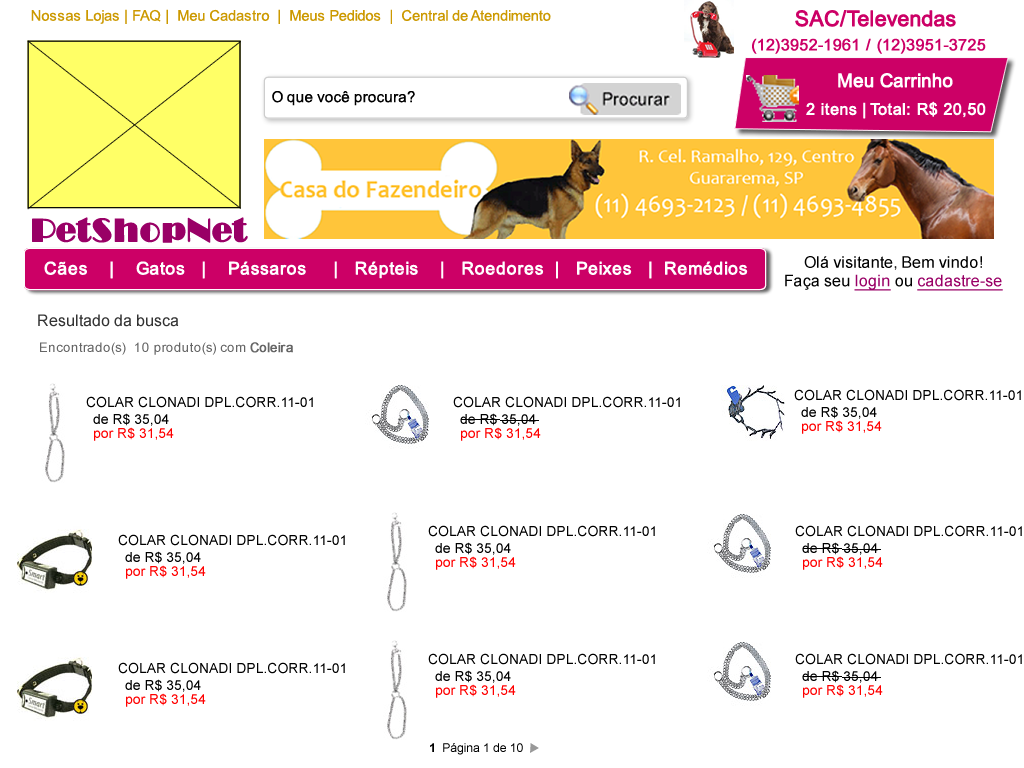 Nossas Lojas | FAQ | Meu Cadastro | Meus Pedidos | Central de Atendimento
SAC/Televendas
(12)3952-1961 / (12)3951-3725
Meu Carrinho
2 itens | Total: R$ 20,50
O que você procura?
Procurar
Casa do Fazendeiro
R. Cel. Ramalho, 129, Centro
Guararema, SP
(11) 4693-2123 / (11) 4693-4855
PetShopNet
Cães | Gatos | Pássaros | Répteis | Roedores | Peixes | Remédios
Olá visitante, Bem vindo!
Faça seu login ou cadastre-se
Resultado da busca
Encontrado(s) 10 produto(s) com Coleira
COLAR CLONADI DPL.CORR.11-01
de R$ 35,04
por R$ 31,54
COLAR CLONADI DPL.CORR.11-01
de R$ 35,04
por R$ 31,54
COLAR CLONADI DPL.CORR.11-01
de R$ 35,04
por R$ 31,54
Smart
COLAR CLONADI DPL.CORR.11-01
de R$ 35,04
por R$ 31,54
COLAR CLONADI DPL.CORR.11-01
de R$ 35,04
por R$ 31,54
COLAR CLONADI DPL.CORR.11-01
de R$ 35,04
por R$ 31,54
Smart
COLAR CLONADI DPL.CORR.11-01
de R$ 35,04
por R$ 31,54
COLAR CLONADI DPL.CORR.11-01
de R$ 35,04
por R$ 31,54
COLAR CLONADI DPL.CORR.11-01
de R$ 35,04
por R$ 31,54
1 Página 1 de 10